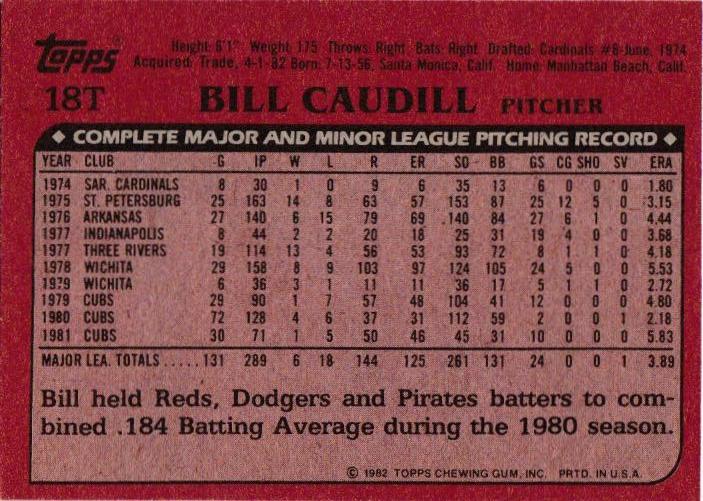 Topps
Height: 6'1" Weight: 175 Throws: Right Bats: Right Drafted: Cardinals #8-June, 1974
Acquired: Trade, 4-1-82 Born: 7-13-56, Santa Monica, Calif. Home: Manhattan Beach, Calif.
18T BILL CAUDILL PITCHER
◆ COMPLETE MAJOR AND MINOR LEAGUE PITCHING RECORD ◆
YEAR CLUB G IP W L R ER SO BB GS CG SHO SV ERA
1974 SAR. CARDINALS 8 30 1 0 9 6 35 13 6 0 0 0 1.80
1975 ST. PETERSBURG 25 163 14 8 63 57 153 87 25 12 5 0 3.15
1976 ARKANSAS 27 140 6 15 79 69 140 84 27 6 1 0 4.44
1977 INDIANAPOLIS 8 44 2 2 20 18 25 31 19 4 0 0 3.68
1977 THREE RIVERS 19 114 13 4 56 53 93 72 8 1 1 0 4.18
1978 WICHITA 29 158 8 9 103 97 124 105 24 5 0 0 5.53
1979 WICHITA 6 36 3 1 11 11 36 17 5 1 1 0 2.72
1979 CUBS 29 90 1 7 57 48 104 41 12 0 0 0 4.80
1980 CUBS 72 128 4 6 37 31 112 59 2 0 0 1 2.18
1981 CUBS 30 71 1 5 50 46 45 31 10 0 0 0 5.83
MAJOR LEA. TOTALS ..... 131 289 6 18 144 125 261 131 24 0 0 1 3.89
Bill held Reds, Dodgers and Pirates batters to com-
bined .184 Batting Average during the 1980 season.
© 1982 TOPPS CHEWING GUM, INC. PRTD. IN U.S.A.